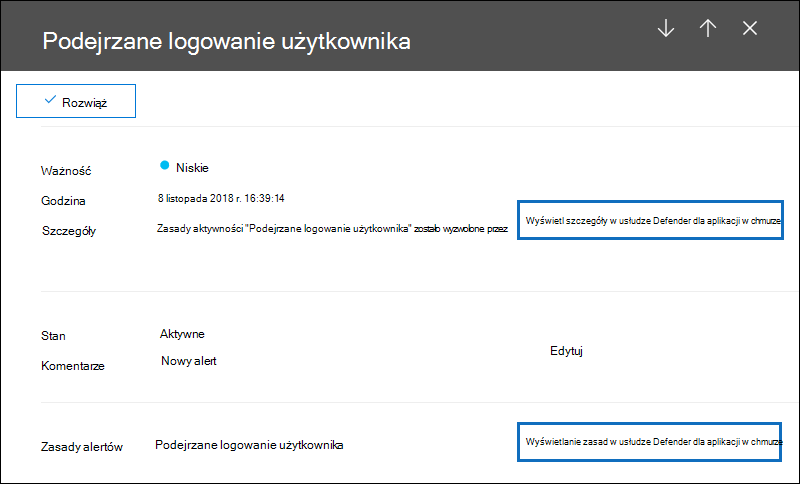 Podejrzane logowanie użytkownika
Rozwiąż
Ważność Niskie
Godzina 8 listopada 2018 r. 16:39:14
Szczegóły Zasady aktywności "Podejrzane logowanie użytkownika" zostało wyzwolone przez Wyświetl szczegóły w usłudze Defender dla aplikacji w chmurze
Stan Aktywne
Komentarze Nowy alert Edytuj
Zasady alertów Podejrzane logowanie użytkownika Wyświetlanie zasad w usłudze Defender dla aplikacji w chmurze